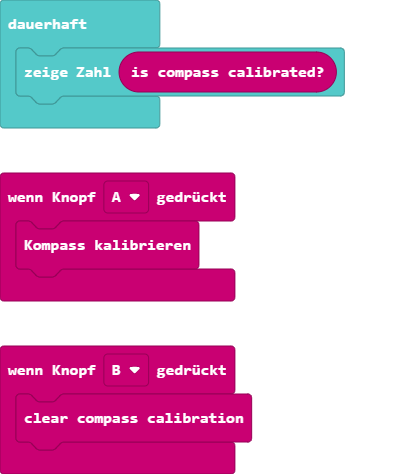 dauerhaft
zeige Zahl is compass calibrated?
wenn Knopf A gedrückt
Kompass kalibrieren
wenn Knopf B gedrückt
clear compass calibration